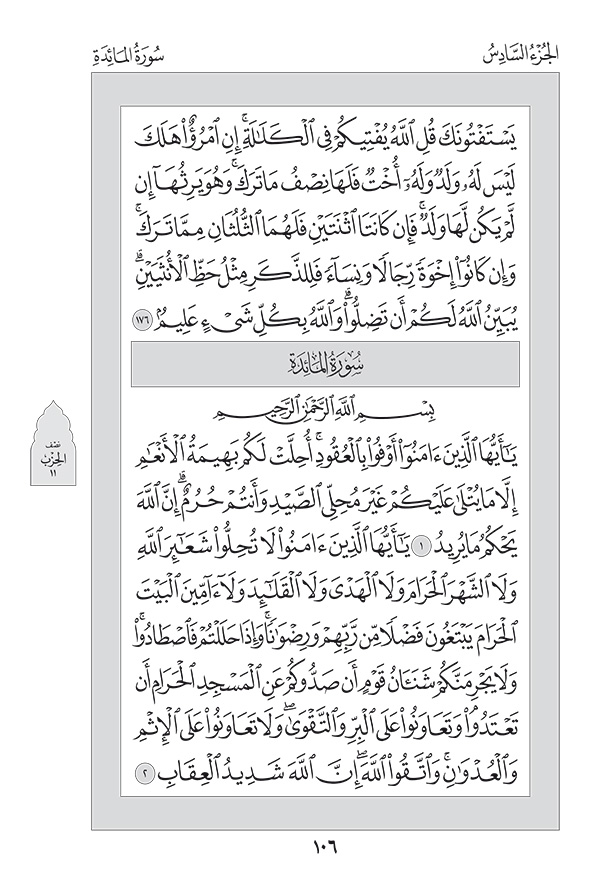 الجُزْءُ السَّادِسُ
سُورَةُ المَائِدَةِ
يَسۡتَفۡتُونَكَ قُلِ ٱللَّهُ يُفۡتِيكُمۡ فِي ٱلۡكَلَٰلَةِۚ إِنِ ٱمۡرُؤٌاْ هَلَكَ
لَيۡسَ لَهُۥ وَلَدٞ وَلَهُۥٓ أُخۡتٞ فَلَهَا نِصۡفُ مَا تَرَكَۚ وَهُوَ يَرِثُهَآ إِن
لَّمۡ يَكُن لَّهَا وَلَدٞۚ فَإِن كَانَتَا ٱثۡنَتَيۡنِ فَلَهُمَا ٱلثُّلُثَانِ مِمَّا تَرَكَۚ
وَإِن كَانُوٓاْ إِخۡوَةٗ رِّجَالٗا وَنِسَآءٗ فَلِلذَّكَرِ مِثۡلُ حَظِّ ٱلۡأُنثَيَيۡنِۗ
يُبَيِّنُ ٱللَّهُ لَكُمۡ أَن تَضِلُّواْۗ وَٱللَّهُ بِكُلِّ شَيۡءٍ عَلِيمُۢ ١٧٦
سُورَةُ المَائِدَةِ
بِسۡمِ ٱللَّهِ ٱلرَّحۡمَٰنِ ٱلرَّحِيمِ
يَٰٓأَيُّهَا ٱلَّذِينَ ءَامَنُوٓاْ أَوۡفُواْ بِٱلۡعُقُودِۚ أُحِلَّتۡ لَكُم بَهِيمَةُ ٱلۡأَنۡعَٰمِ
إِلَّا مَا يُتۡلَىٰ عَلَيۡكُمۡ غَيۡرَ مُحِلِّي ٱلصَّيۡدِ وَأَنتُمۡ حُرُمٌۗ إِنَّ ٱللَّهَ
يَحۡكُمُ مَا يُرِيدُ ١ يَٰٓأَيُّهَا ٱلَّذِينَ ءَامَنُواْ لَا تُحِلُّواْ شَعَٰٓئِرَ ٱللَّهِ
وَلَا ٱلشَّهۡرَ ٱلۡحَرَامَ وَلَا ٱلۡهَدۡيَ وَلَا ٱلۡقَلَٰٓئِدَ وَلَآ ءَآمِّينَ ٱلۡبَيۡتَ
ٱلۡحَرَامَ يَبۡتَغُونَ فَضۡلٗا مِّن رَّبِّهِمۡ وَرِضۡوَٰنٗاۚ وَإِذَا حَلَلۡتُمۡ فَٱصۡطَادُواْۚ
وَلَا يَجۡرِمَنَّكُمۡ شَنَـَٔانُ قَوۡمٍ أَن صَدُّوكُمۡ عَنِ ٱلۡمَسۡجِدِ ٱلۡحَرَامِ أَن
تَعۡتَدُواْۘ وَتَعَاوَنُواْ عَلَى ٱلۡبِرِّ وَٱلتَّقۡوَىٰۖ وَلَا تَعَاوَنُواْ عَلَى ٱلۡإِثۡمِ
وَٱلۡعُدۡوَٰنِۚ وَٱتَّقُواْ ٱللَّهَۖ إِنَّ ٱللَّهَ شَدِيدُ ٱلۡعِقَابِ ٢
نصف
الحزب
١١
١٠٦